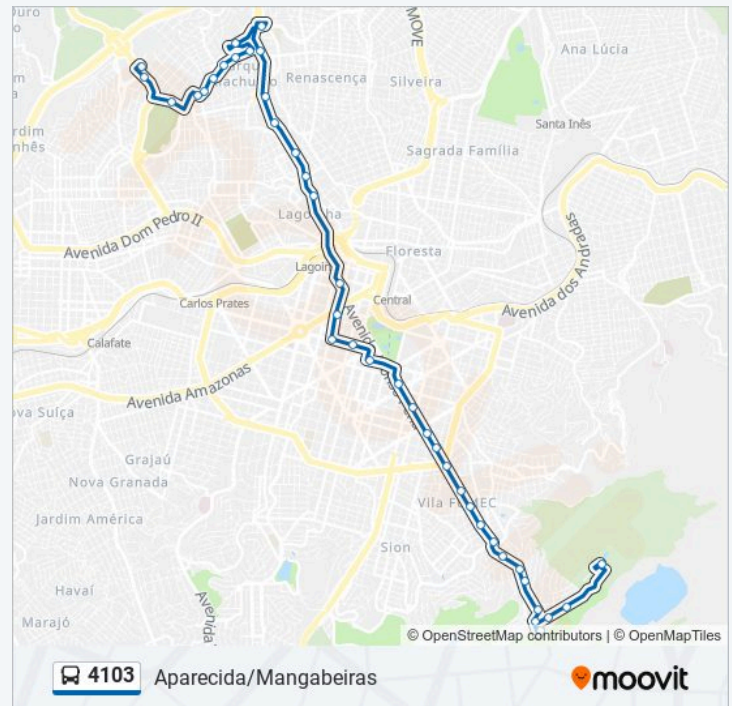 Ouro
MOVE
Ana Lúcia
Renascença
Silveira
Santa Inês
Sagrada Família
Avenida Dom Pedro II
Floresta
Avenida dos Andradas
Carlos Prates
Central
Calafate
Avenida Amazonas
Grajaú
Nova Granada
Jardim América
Sion
Havaí
Marajó
© OpenStreetMap contributors | © OpenMapTiles
4103 Aparecida/Mangabeiras
moovit